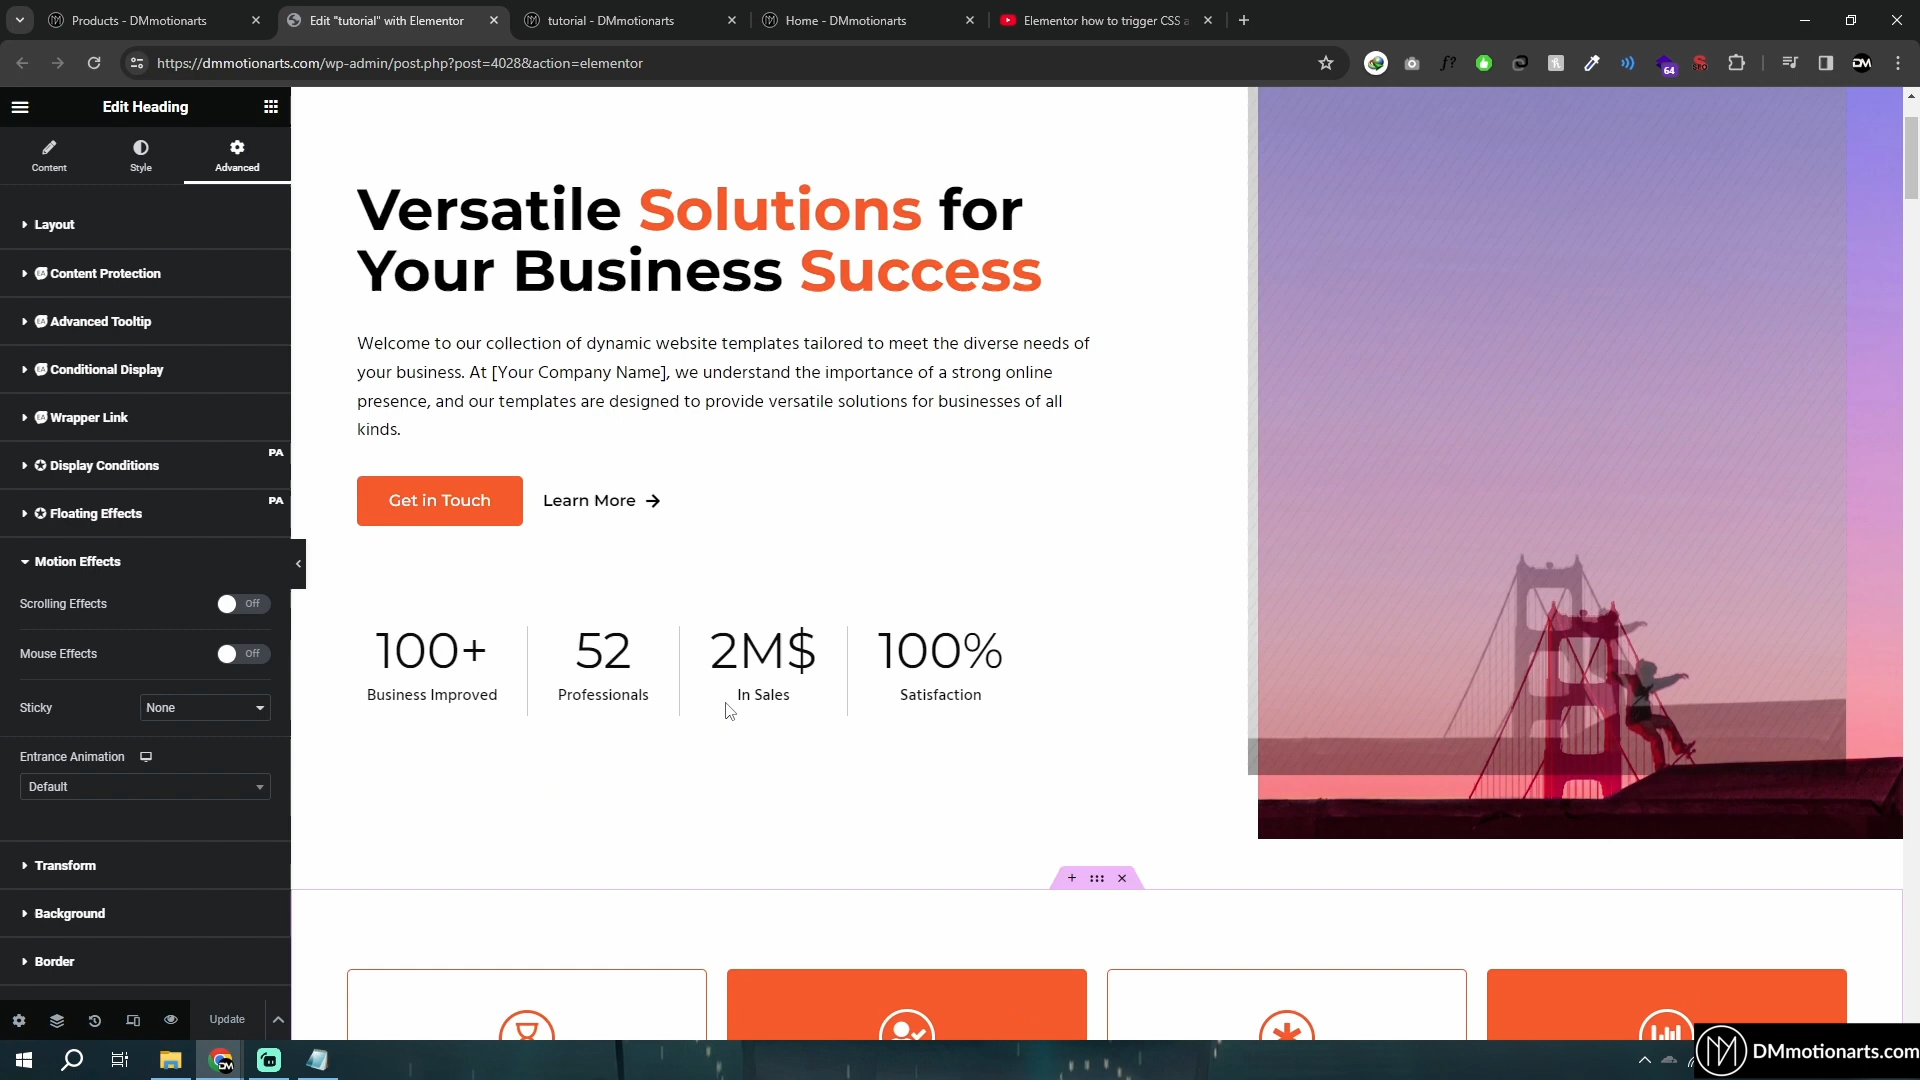 Products - DMmotionarts
Edit "tutorial" with Elementor
tutorial - DMmotionarts
Home - DMmotionarts
Elementor how to trigger CSS a
https://dmmotionarts.com/wp-admin/post.php?post=4028&action=elementor
f?
64
SEO
DM
Edit Heading
Content
Style
Advanced
Layout
Content Protection
Advanced Tooltip
Conditional Display
Wrapper Link
PA
Display Conditions
PA
Floating Effects
Motion Effects
Scrolling Effects
Off
Mouse Effects
Off
Sticky
None
Entrance Animation
Default
Transform
Background
Border
Update
Versatile Solutions for
Your Business Success
Welcome to our collection of dynamic website templates tailored to meet the diverse needs of
your business. At [Your Company Name], we understand the importance of a strong online
presence, and our templates are designed to provide versatile solutions for businesses of all
kinds.
Get in Touch
Learn More
100+
Business Improved
52
Professionals
2M$
In Sales
100%
Satisfaction
DMmotionarts.com